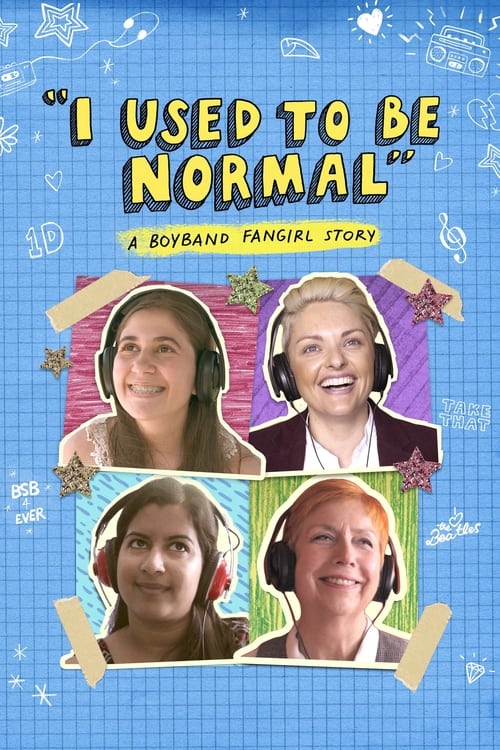 "I USED TO BE
NORMAL"
A BOYBAND FANGIRL STORY
1D
TAKE
THAT
BSB
4
EVER
the
Beatles